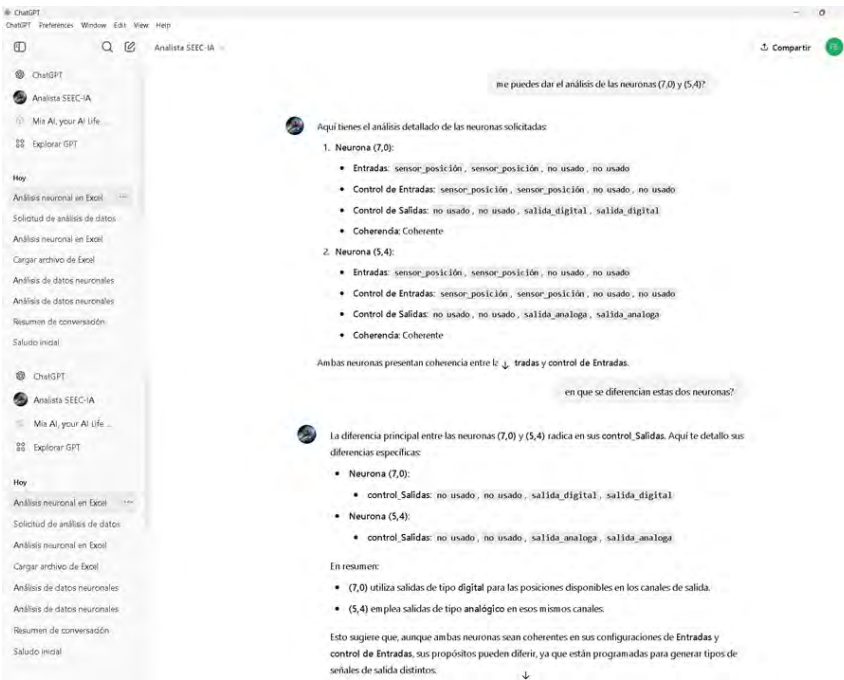 ChatGPT
ChatGPT Preferences Window Edit View Help
Analista SEEC-IA
Compartir
ChatGPT
Analista SEEC-IA
Mia AI, your AI Life ...
Explorar GPT
Hoy
Análisis neuronal en Excel ...
Solicitud de análisis de datos
Análisis neuronal en Excel
Cargar archivo de Excel
Análisis de datos neuronales
Análisis de datos neuronales
Resumen de conversación
Saludo inicial
ChatGPT
Analista SEEC-IA
Mia AI, your AI Life ...
Explorar GPT
Hoy
Análisis neuronal en Excel ...
Solicitud de análisis de datos
Análisis neuronal en Excel
Cargar archivo de Excel
Análisis de datos neuronales
Análisis de datos neuronales
Resumen de conversación
Saludo inicial
me puedes dar el análisis de las neuronas (7,0) y (5,4)?
Aquí tienes el análisis detallado de las neuronas solicitadas:
1. Neurona (7,0):
• Entradas: sensor_posición, sensor_posición, no usado, no usado
• Control de Entradas: sensor_posición, sensor_posición, no usado, no usado
• Control de Salidas: no usado, no usado, salida_digital, salida_digital
• Coherencia: Coherente
2. Neurona (5,4):
• Entradas: sensor_posición, sensor_posición, no usado, no usado
• Control de Entradas: sensor_posición, sensor_posición, no usado, no usado
• Control de Salidas: no usado, no usado, salida_analoga, salida_analoga
• Coherencia: Coherente
Ambas neuronas presentan coherencia entre la tradas y control de Entradas.
en que se diferencian estas dos neuronas?
La diferencia principal entre las neuronas (7,0) y (5,4) radica en sus control_Salidas. Aquí te detallo sus
diferencias específicas:
• Neurona (7,0):
• control_Salidas: no usado, no usado, salida_digital, salida_digital
• Neurona (5,4):
• control_Salidas: no usado, no usado, salida_analoga, salida_analoga
En resumen:
• (7,0) utiliza salidas de tipo digital para las posiciones disponibles en los canales de salida.
• (5,4) emplea salidas de tipo analógico en esos mismos canales.
Esto sugiere que, aunque ambas neuronas sean coherentes en sus configuraciones de Entradas y
control de Entradas, sus propósitos pueden diferir, ya que están programadas para generar tipos de
señales de salida distintos.